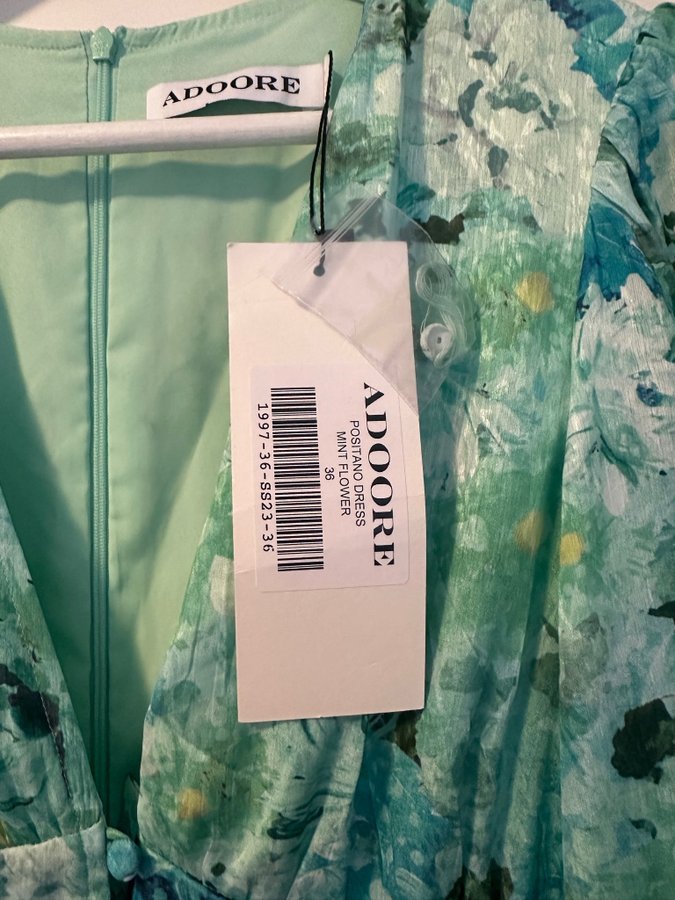 ADOORE
ADOORE
POSITANO DRESS
MINT FLOWER
36
1997-36-SS23-36